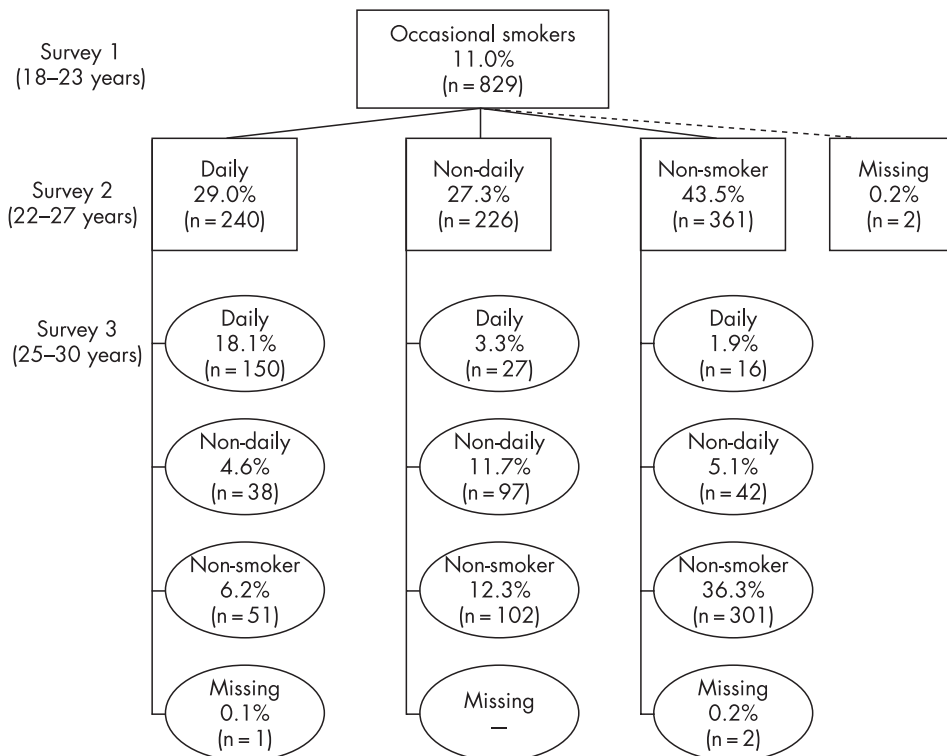 Survey 1
(18–23 years)
Occasional smokers
11.0%
(n = 829)
Survey 2
(22–27 years)
Daily
29.0%
(n = 240)
Non-daily
27.3%
(n = 226)
Non-smoker
43.5%
(n = 361)
Missing
0.2%
(n = 2)
Survey 3
(25–30 years)
Daily
18.1%
(n = 150)
Daily
3.3%
(n = 27)
Daily
1.9%
(n = 16)
Non-daily
4.6%
(n = 38)
Non-daily
11.7%
(n = 97)
Non-daily
5.1%
(n = 42)
Non-smoker
6.2%
(n = 51)
Non-smoker
12.3%
(n = 102)
Non-smoker
36.3%
(n = 301)
Missing
0.1%
(n = 1)
Missing
—
Missing
0.2%
(n = 2)